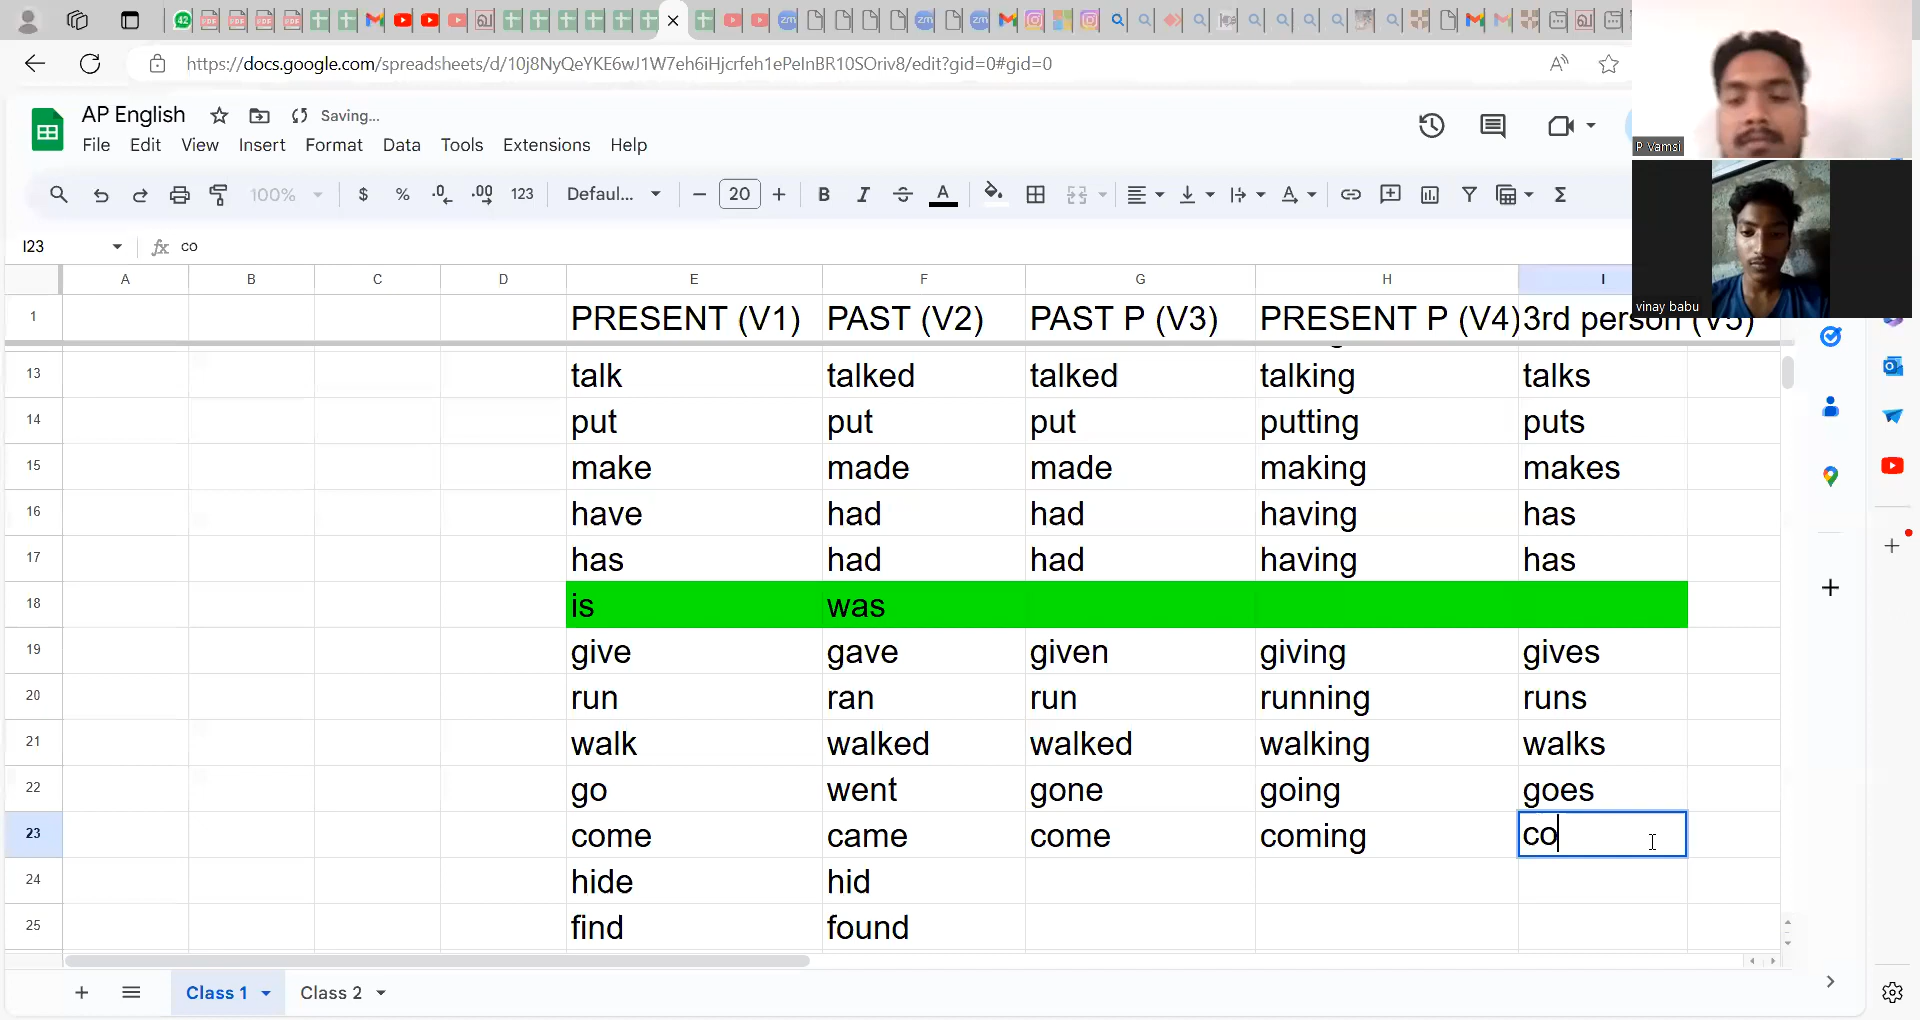 https://docs.google.com/spreadsheets/d/10j8NyQeYKE6wJ1W7eh6iHjcrfeh1ePeInBR10SOriv8/edit?gid=0#gid=0
AP English Saving...
File Edit View Insert Format Data Tools Extensions Help
P Vamsi
100% $ % .0 .00 123 Defaul... 20 B I A Σ
I23 fx co
A B C D E F G H I
vinay babu
1 PRESENT (V1) PAST (V2) PAST P (V3) PRESENT P (V4) 3rd person (V5)
13 talk talked talked talking talks
14 put put put putting puts
15 make made made making makes
16 have had had having has
17 has had had having has
18 is was
19 give gave given giving gives
20 run ran run running runs
21 walk walked walked walking walks
22 go went gone going goes
23 come came come coming co
24 hide hid
25 find found
Class 1 Class 2